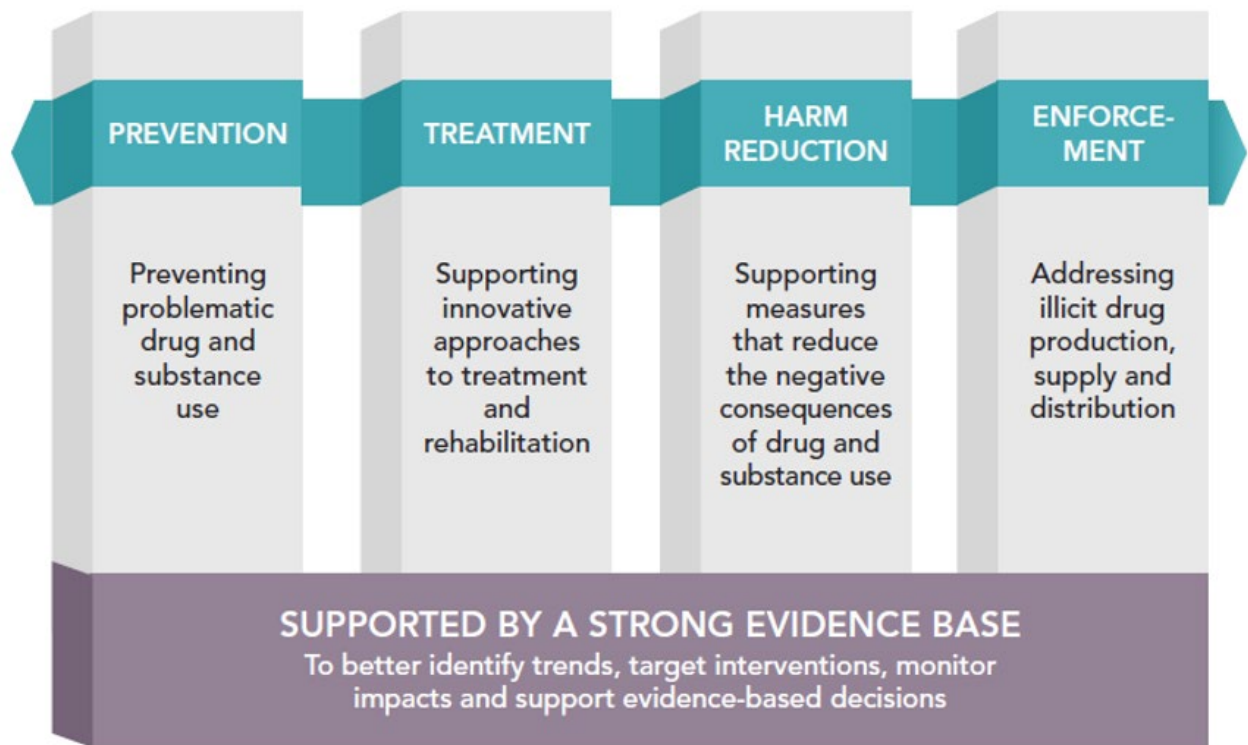 PREVENTION
Preventing
problematic
drug and
substance
use
TREATMENT
Supporting
innovative
approaches
to treatment
and
rehabilitation
HARM
REDUCTION
Supporting
measures
that reduce
the negative
consequences
of drug and
substance use
ENFORCE-
MENT
Addressing
illicit drug
production,
supply and
distribution
SUPPORTED BY A STRONG EVIDENCE BASE
To better identify trends, target interventions, monitor
impacts and support evidence-based decisions